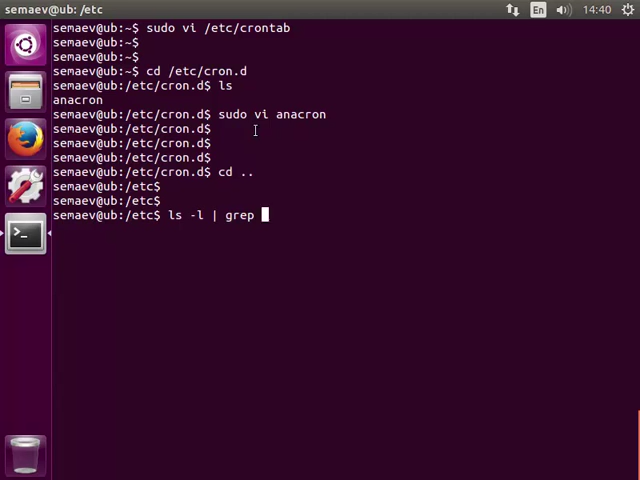 semaev@ub: /etc
En
14:40
semaev@ub:~$ sudo vi /etc/crontab
semaev@ub:~$
semaev@ub:~$
semaev@ub:~$ cd /etc/cron.d
semaev@ub:/etc/cron.d$ ls
anacron
semaev@ub:/etc/cron.d$ sudo vi anacron
semaev@ub:/etc/cron.d$
semaev@ub:/etc/cron.d$
semaev@ub:/etc/cron.d$
semaev@ub:/etc/cron.d$ cd ..
semaev@ub:/etc$
semaev@ub:/etc$
semaev@ub:/etc$ ls -l | grep